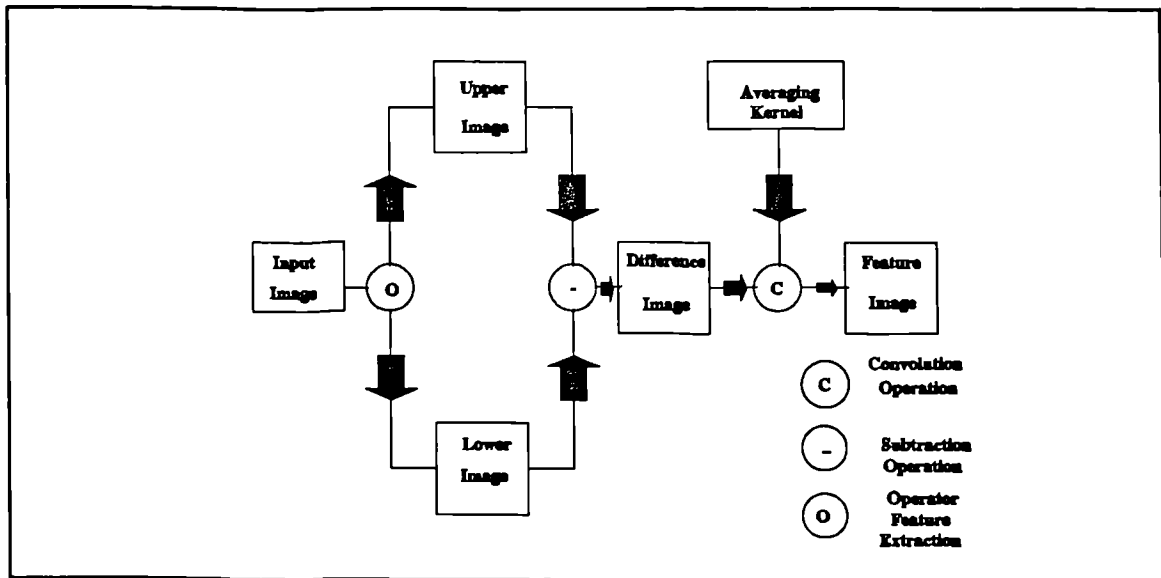 Upper
Image
Averaging
Kernel
Input
Image
O
-
Difference
Image
C
Feature
Image
Lower
Image
C
Convolution
Operation
-
Subtraction
Operation
O
Operator
Feature
Extraction